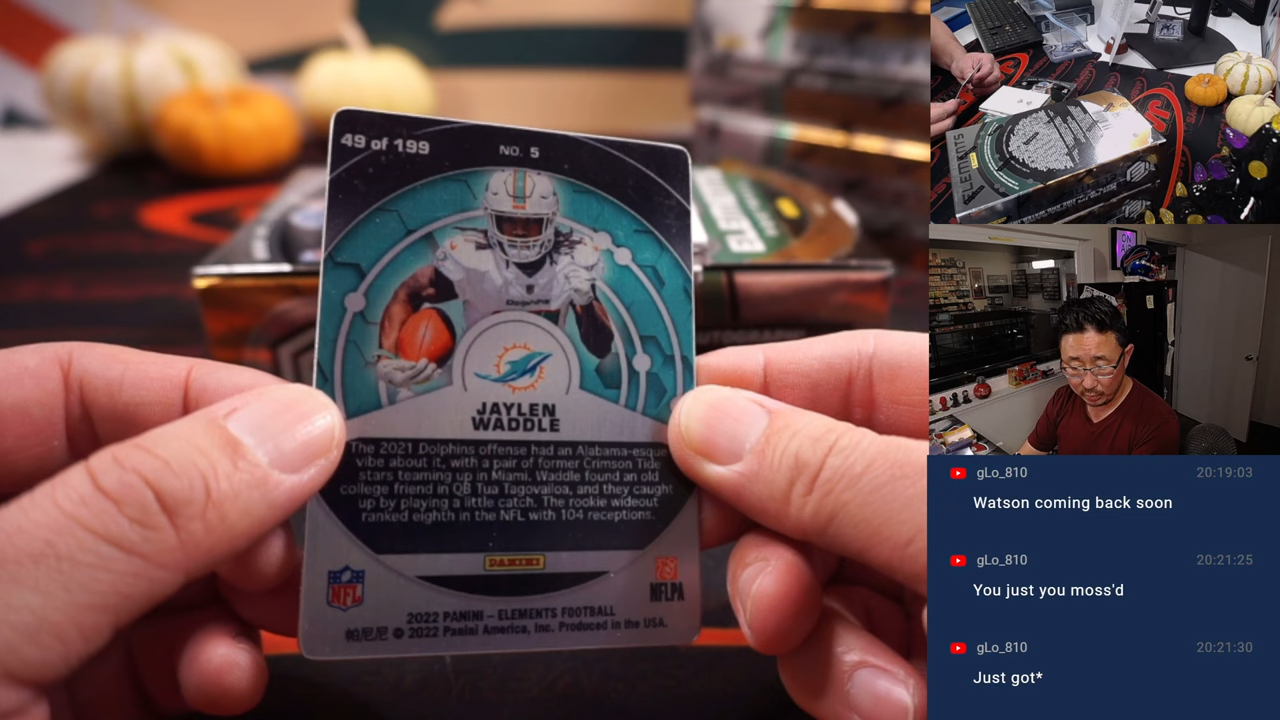 49 of 199
NO. 5
DOLPHINS
JAYLEN
WADDLE
The 2021 Dolphins offense had an Alabama-esque
vibe about it, with a pair of former Crimson Tide
stars teaming up in Miami. Waddle found an old
college friend in QB Tua Tagovailoa, and they caught
up by playing a little catch. The rookie wideout
ranked eighth in the NFL with 104 receptions.
PANINI
NFL
NFLPA
2022 PANINI – ELEMENTS FOOTBALL
帕尼尼 © 2022 Panini America, Inc. Produced in the USA.
ELEMENTS
ON
gLo_810
20:19:03
Watson coming back soon
gLo_810
20:21:25
You just you moss'd
gLo_810
20:21:30
Just got*